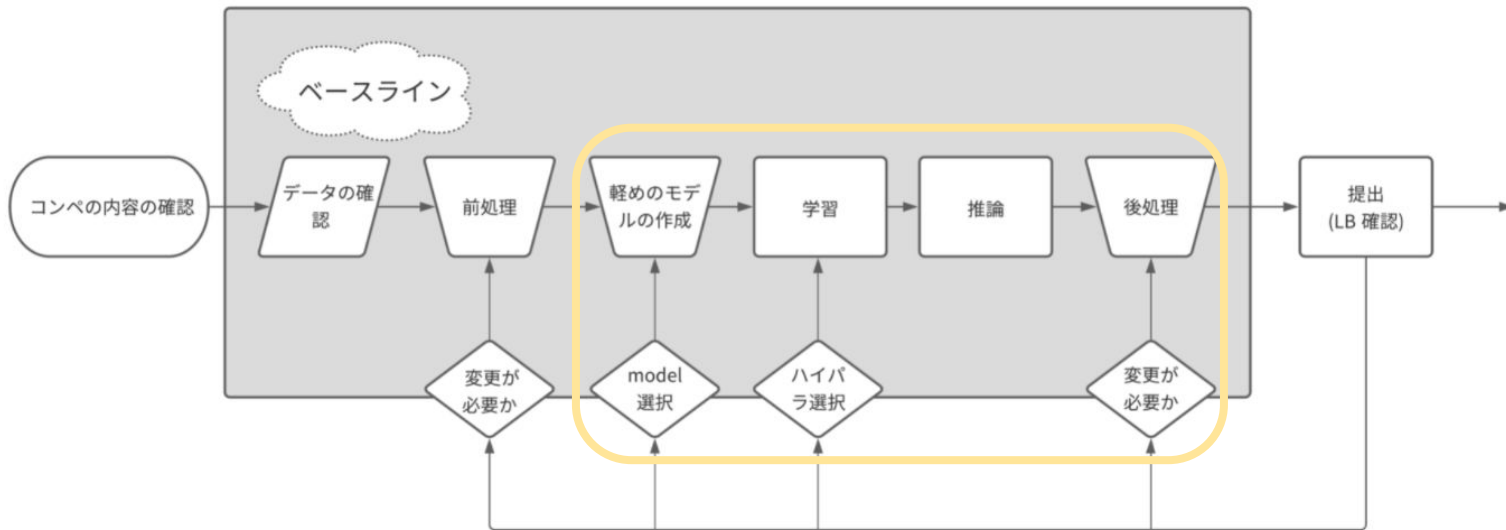 ベースライン
コンペの内容の確認
データの確
認
前処理
軽めのモデ
ルの作成
学習
推論
後処理
提出
(LB 確認)
変更が
必要か
model
選択
ハイパ
ラ選択
変更が
必要か